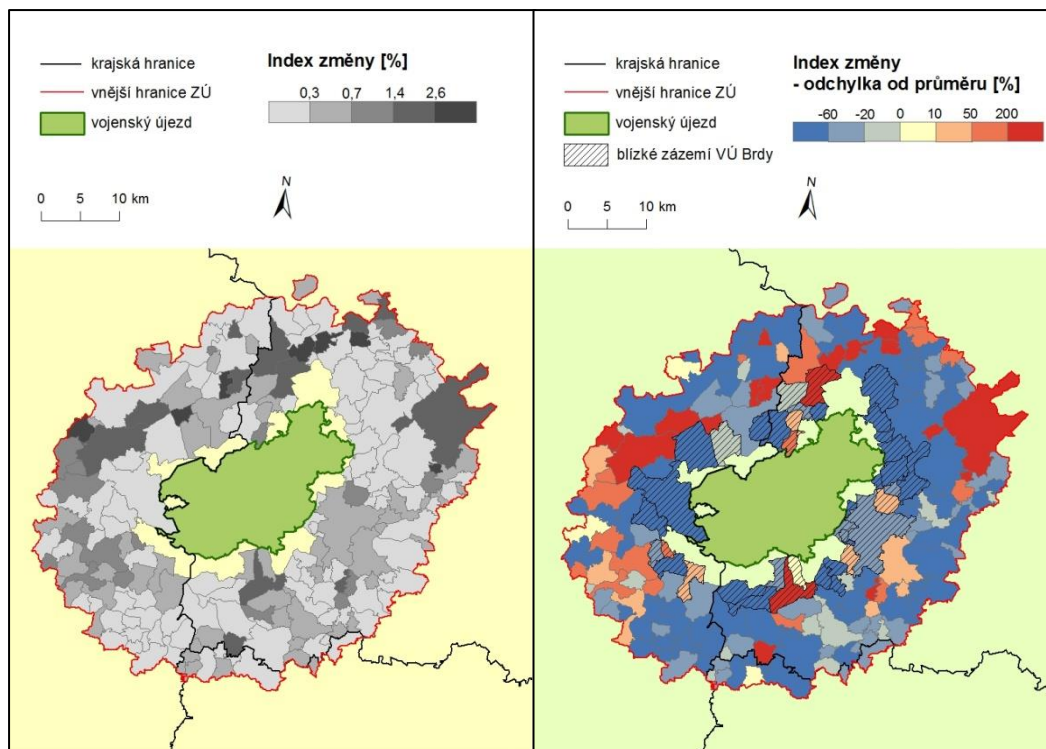 krajská hranice
vnější hranice ZÚ
vojenský újezd
Index změny [%]
0,3 0,7 1,4 2,6
0 5 10 km
N
krajská hranice
vnější hranice ZÚ
vojenský újezd
blízké zázemí VÚ Brdy
Index změny
- odchylka od průměru [%]
-60 -20 0 10 50 200
0 5 10 km
N